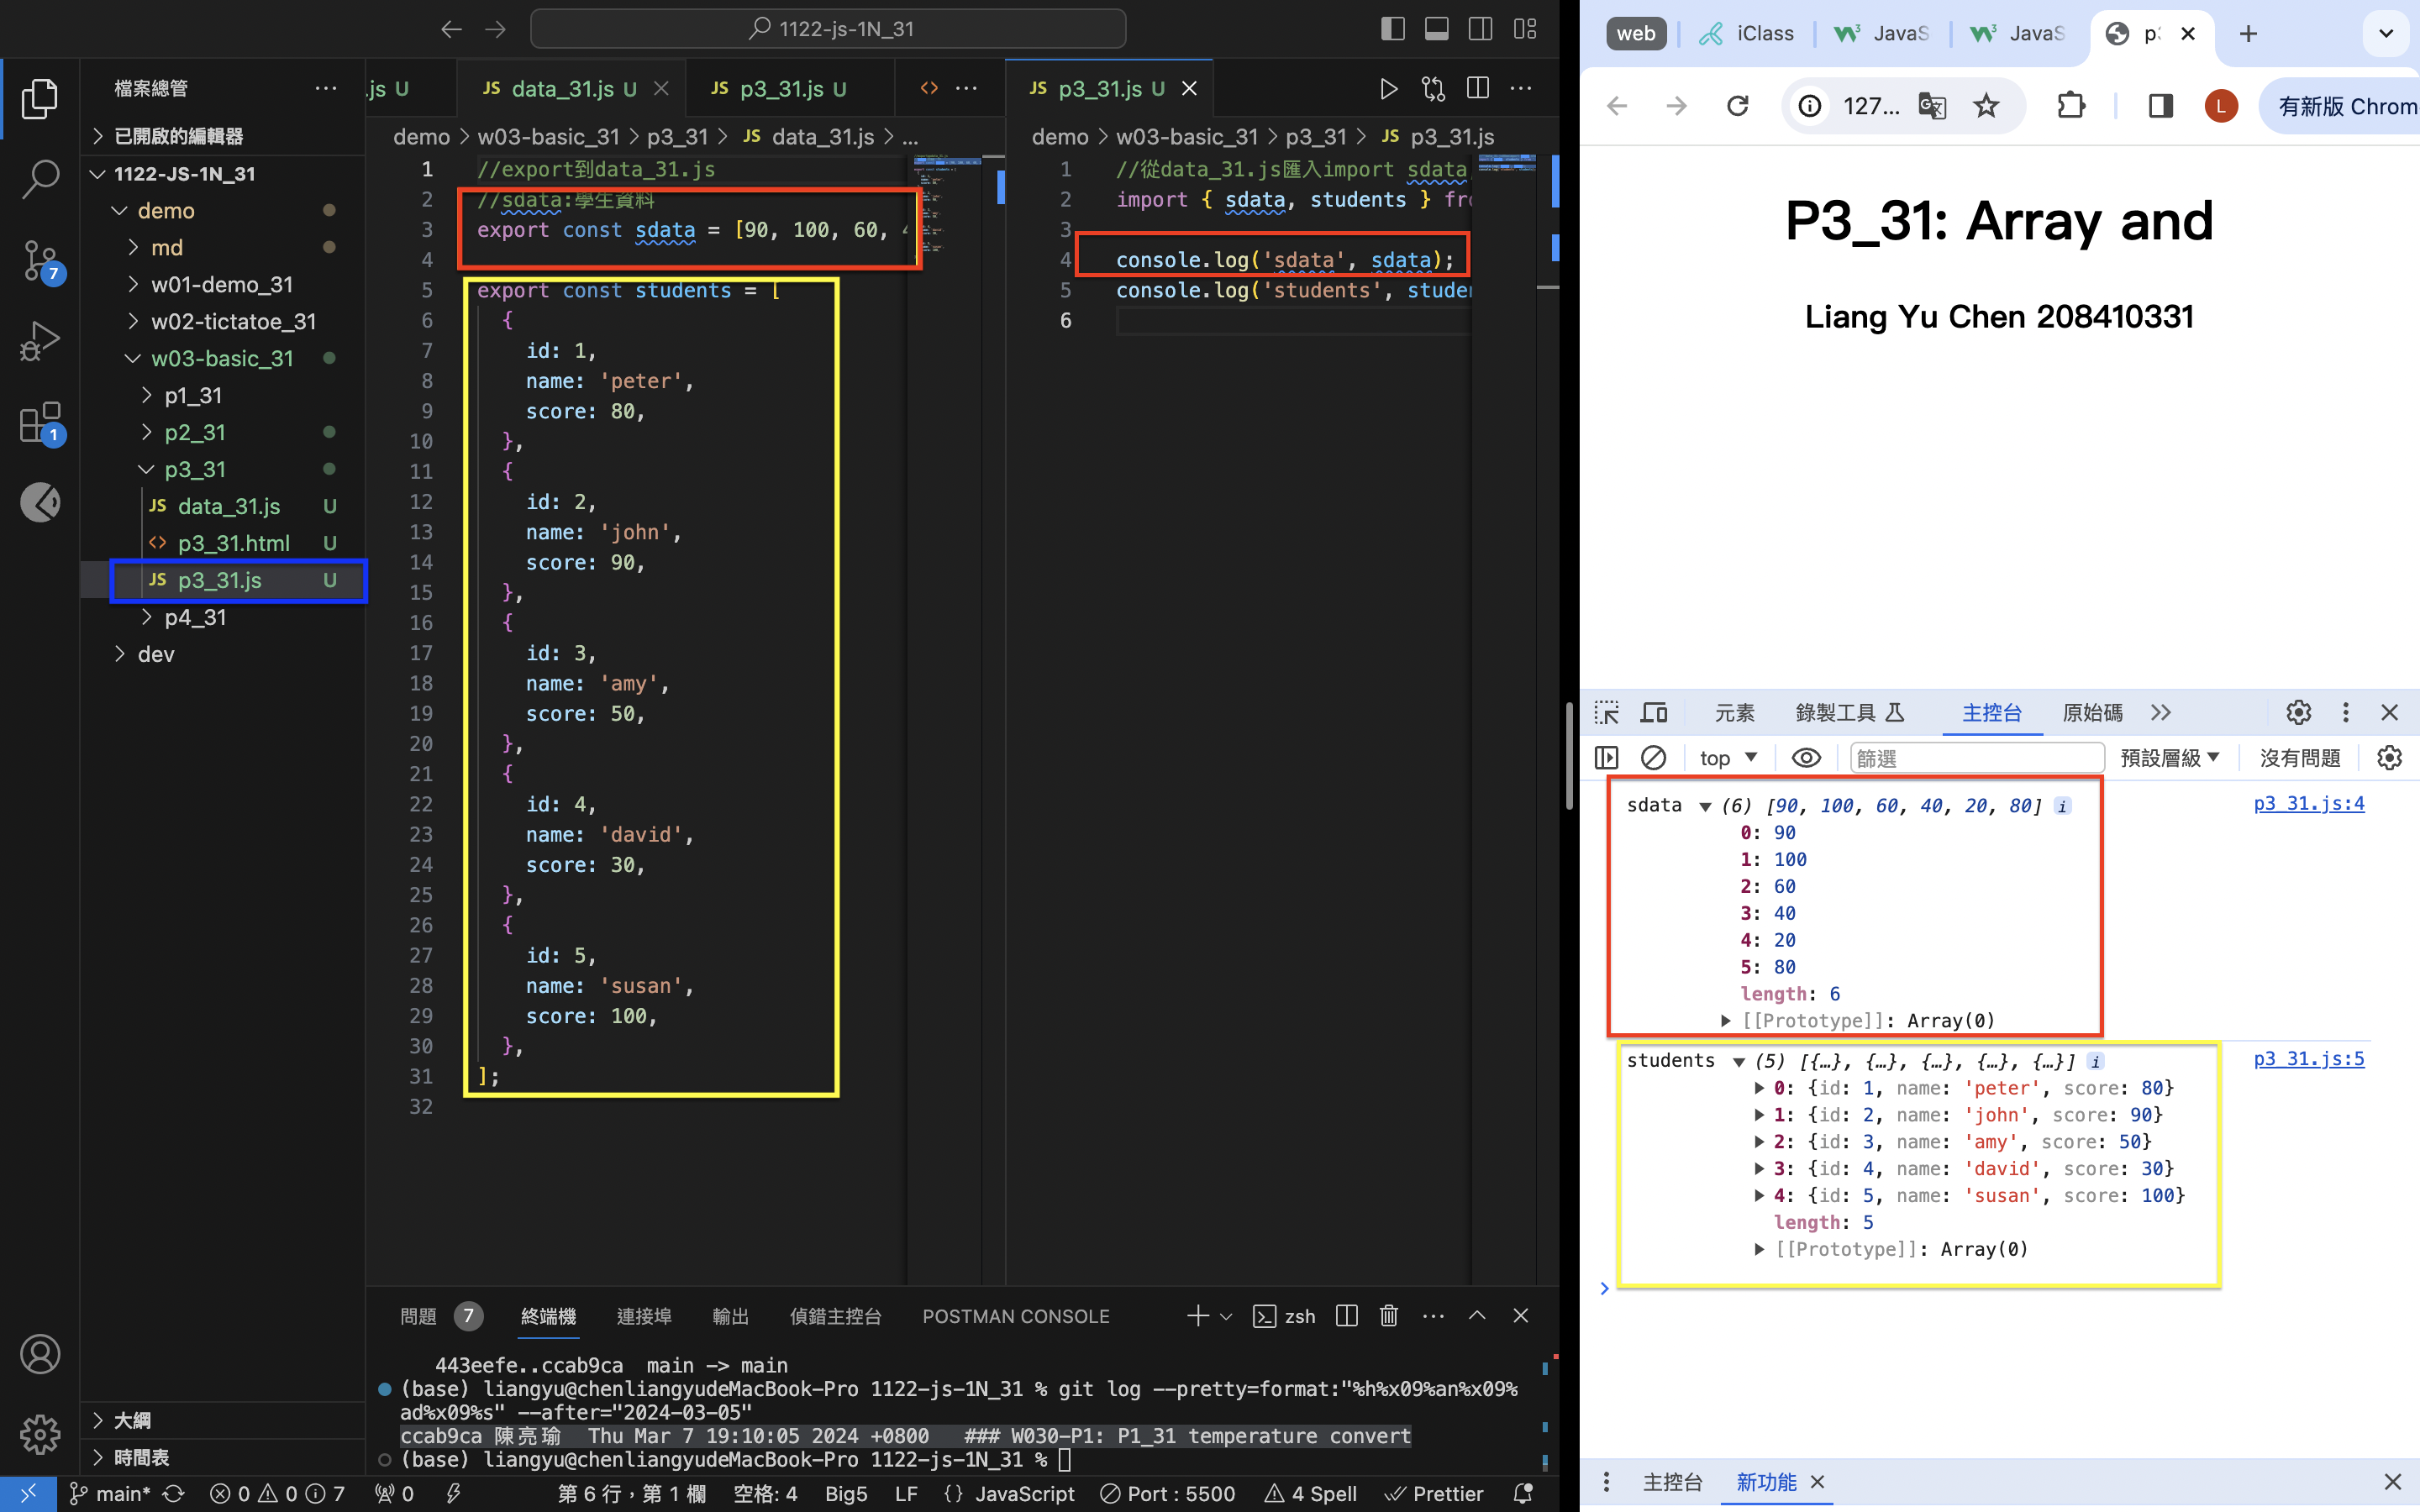 1122-js-1N_31
檔案總管
已開啟的編輯器
1122-JS-1N_31
demo
md
w01-demo_31
w02-tictatoe_31
w03-basic_31
p1_31
p2_31
p3_31
data_31.js U
p3_31.html U
p3_31.js U
p4_31
dev
大綱
時間表
7
1
.js U
JS data_31.js U
JS p3_31.js U
demo > w03-basic_31 > p3_31 > JS data_31.js > ...
1 //export到data_31.js
2 //sdata:學生資料
3 export const sdata = [90, 100, 60, 4
4
5 export const students = [
6 {
7 id: 1,
8 name: 'peter',
9 score: 80,
10 },
11 {
12 id: 2,
13 name: 'john',
14 score: 90,
15 },
16 {
17 id: 3,
18 name: 'amy',
19 score: 50,
20 },
21 {
22 id: 4,
23 name: 'david',
24 score: 30,
25 },
26 {
27 id: 5,
28 name: 'susan',
29 score: 100,
30 },
31 ];
32
JS p3_31.js U
demo > w03-basic_31 > p3_31 > JS p3_31.js
1 //從data_31.js匯入import sdata
2 import { sdata, students } fro
3
4 console.log('sdata', sdata);
5 console.log('students', studen
6
問題 7 終端機 連接埠 輸出 偵錯主控台 POSTMAN CONSOLE zsh
443eefe..ccab9ca main -> main
(base) liangyu@chenliangyudeMacBook-Pro 1122-js-1N_31 % git log --pretty=format:"%h%x09%an%x09%
ad%x09%s" --after="2024-03-05"
ccab9ca 陳亮瑜 Thu Mar 7 19:10:05 2024 +0800 ### W030-P1: P1_31 temperature convert
(base) liangyu@chenliangyudeMacBook-Pro 1122-js-1N_31 %
main* 0 0 7 0 第 6 行，第 1 欄 空格: 4 Big5 LF {} JavaScript Port : 5500 4 Spell Prettier
web iClass JavaS JavaS p3
127... L 有新版 Chrom
P3_31: Array and
Liang Yu Chen 208410331
元素 錄製工具 主控台 原始碼
top 篩選 預設層級 沒有問題
sdata (6) [90, 100, 60, 40, 20, 80] i p3 31.js:4
0: 90
1: 100
2: 60
3: 40
4: 20
5: 80
length: 6
[[Prototype]]: Array(0)
students (5) [{…}, {…}, {…}, {…}, {…}] i p3 31.js:5
0: {id: 1, name: 'peter', score: 80}
1: {id: 2, name: 'john', score: 90}
2: {id: 3, name: 'amy', score: 50}
3: {id: 4, name: 'david', score: 30}
4: {id: 5, name: 'susan', score: 100}
length: 5
[[Prototype]]: Array(0)
主控台 新功能